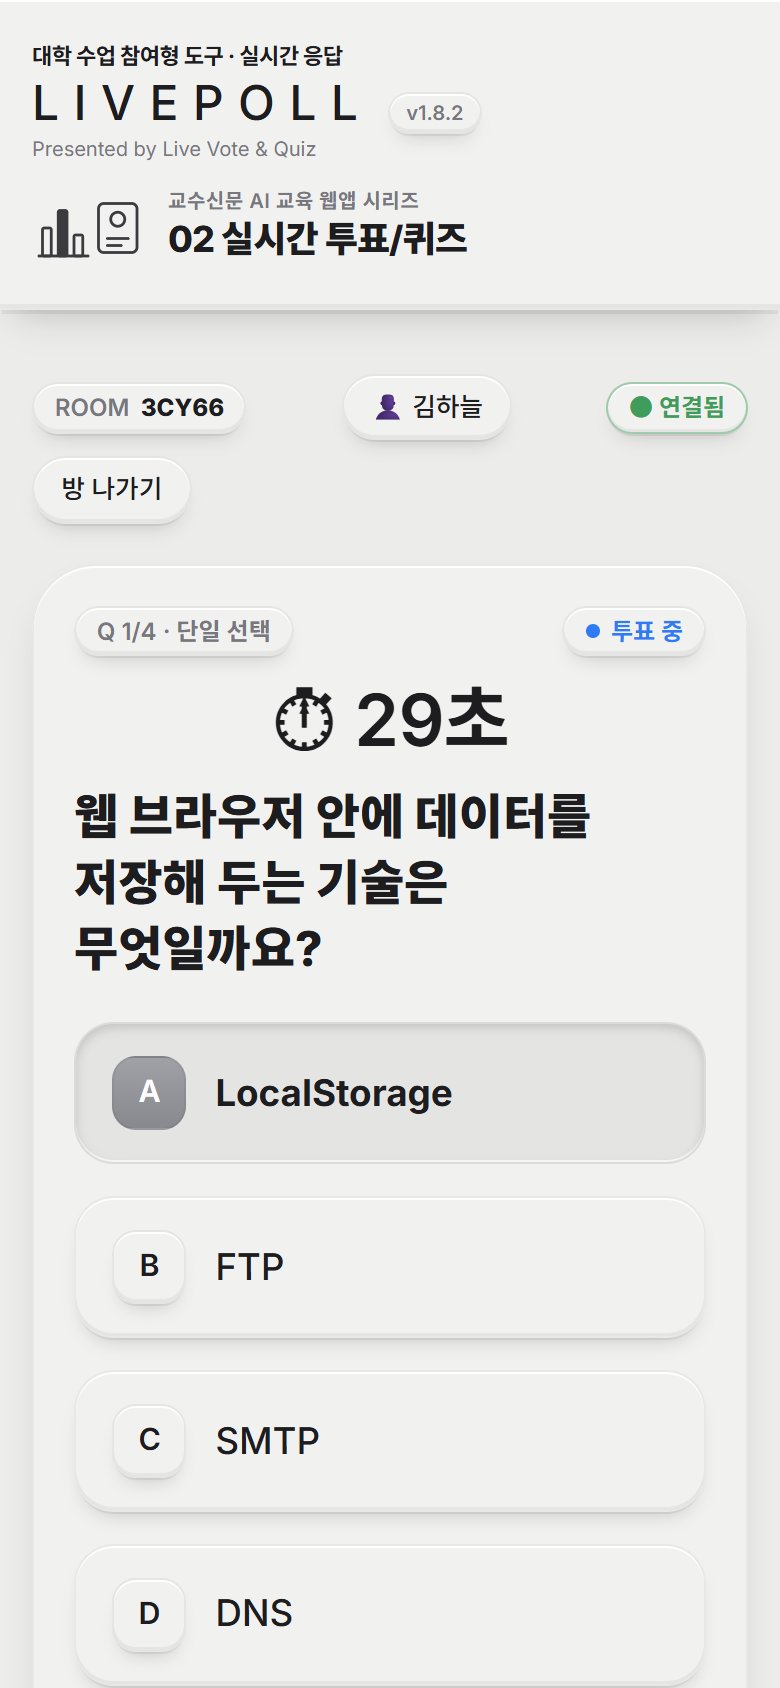 대학 수업 참여형 도구 · 실시간 응답
LIVEPOLL v1.8.2
Presented by Live Vote & Quiz
교수신문 AI 교육 웹앱 시리즈
02 실시간 투표/퀴즈
ROOM 3CY66
김하늘
연결됨
방 나가기
Q 1/4 · 단일 선택
투표 중
29초
웹 브라우저 안에 데이터를
저장해 두는 기술은
무엇일까요?
A LocalStorage
B FTP
C SMTP
D DNS